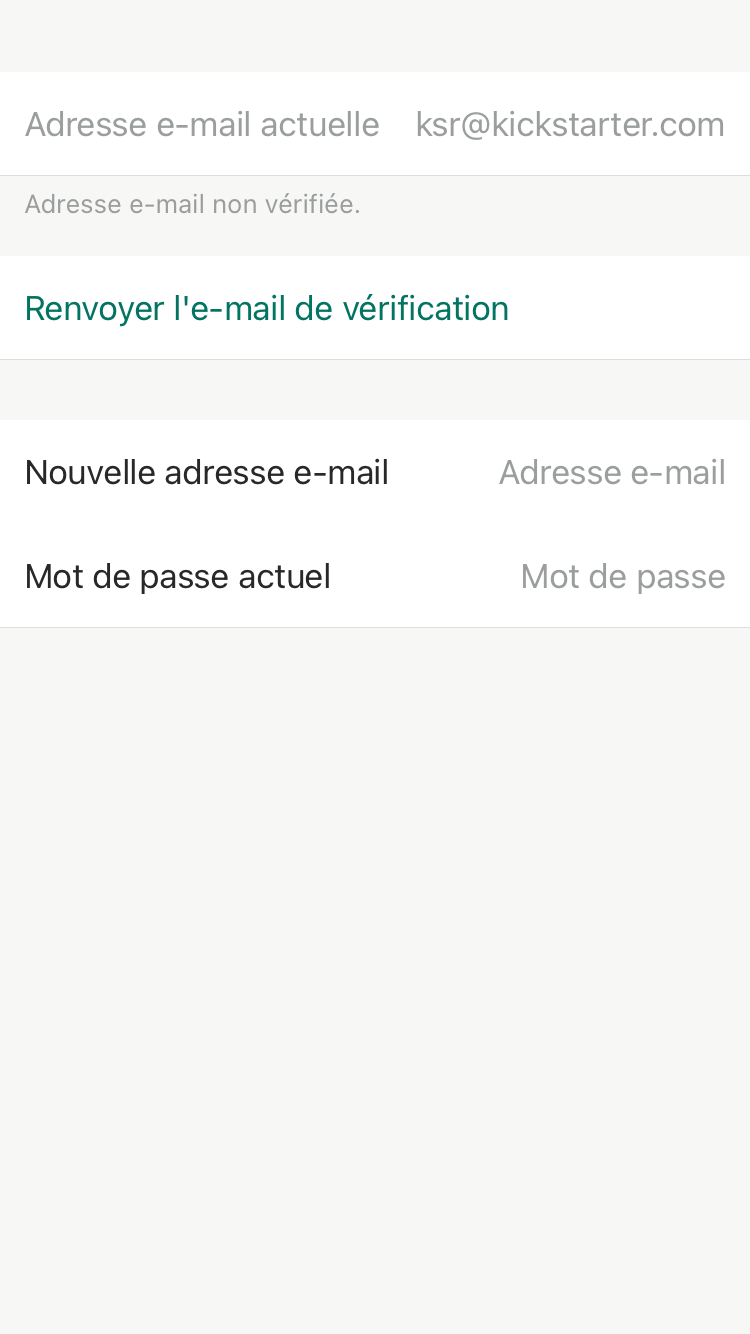 Adresse e-mail actuelle ksr@kickstarter.com
Adresse e-mail non vérifiée.
Renvoyer l'e-mail de vérification
Nouvelle adresse e-mail Adresse e-mail
Mot de passe actuel Mot de passe